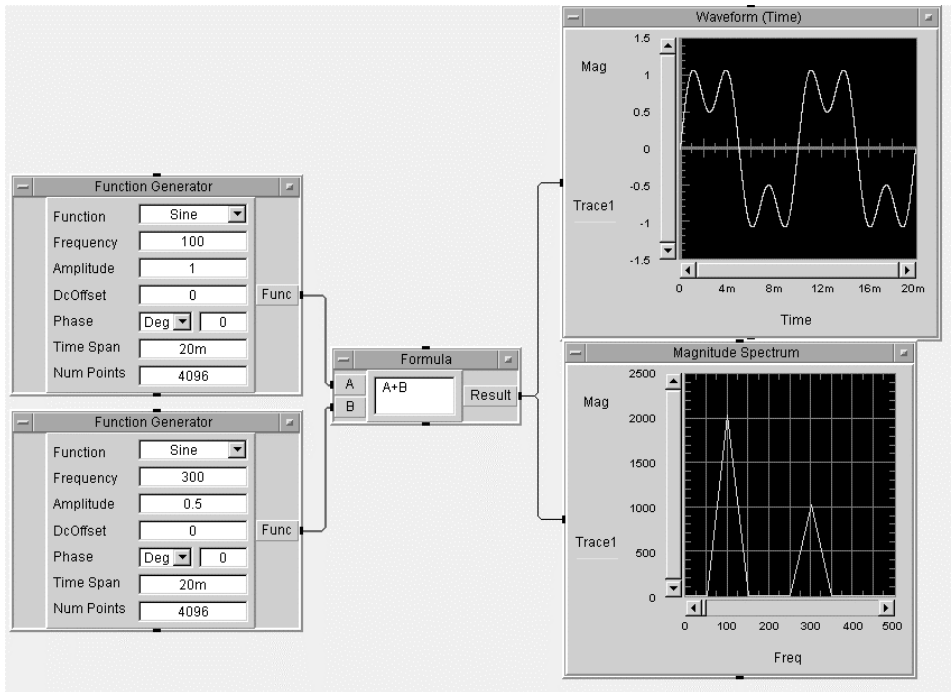 Function Generator
Function Sine
Frequency 100
Amplitude 1
DcOffset 0
Phase Deg 0
Time Span 20m
Num Points 4096
Func
Function Generator
Function Sine
Frequency 300
Amplitude 0.5
DcOffset 0
Phase Deg 0
Time Span 20m
Num Points 4096
Func
Formula
A
B
A+B
Result
Waveform (Time)
Mag
Trace1
1.5
1
0.5
0
-0.5
-1
-1.5
0 4m 8m 12m 16m 20m
Time
Magnitude Spectrum
Mag
Trace1
2500
2000
1500
1000
500
0
0 100 200 300 400 500
Freq